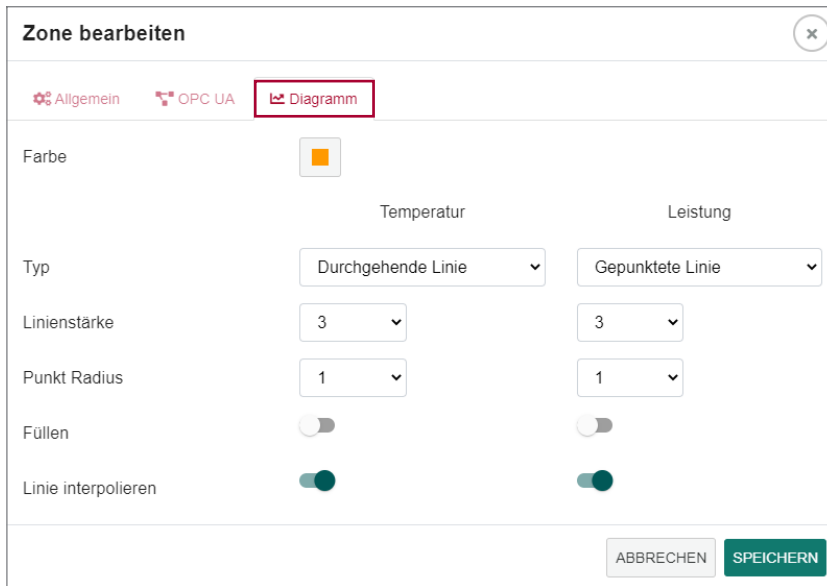 Zone bearbeiten
Allgemein OPC UA Diagramm
Farbe
Temperatur Leistung
Typ Durchgehende Linie Gepunktete Linie
Linienstärke 3 3
Punkt Radius 1 1
Füllen
Linie interpolieren
ABBRECHEN SPEICHERN